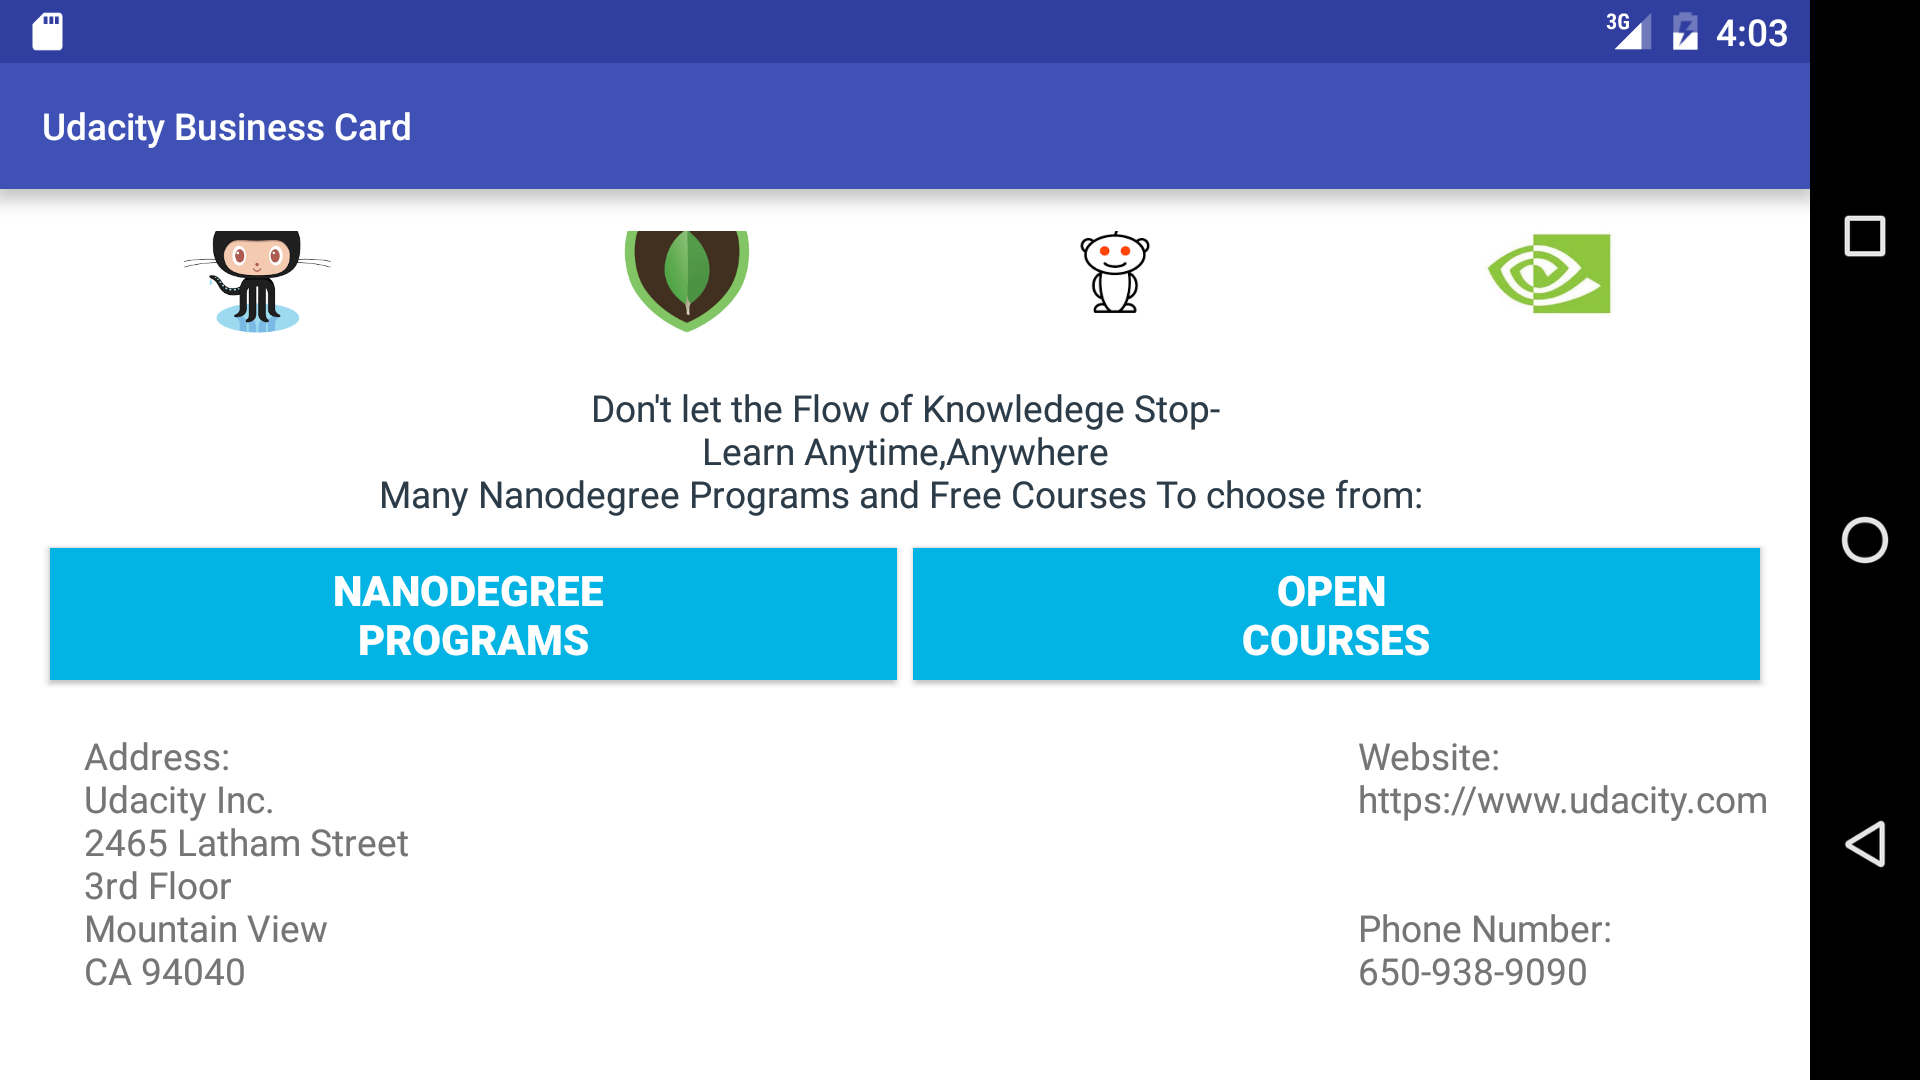 3G 4:03
Udacity Business Card
Don't let the Flow of Knowledege Stop-
Learn Anytime,Anywhere
Many Nanodegree Programs and Free Courses To choose from:
NANODEGREE
PROGRAMS
OPEN
COURSES
Address:
Udacity Inc.
2465 Latham Street
3rd Floor
Mountain View
CA 94040
Website:
https://www.udacity.com
Phone Number:
650-938-9090